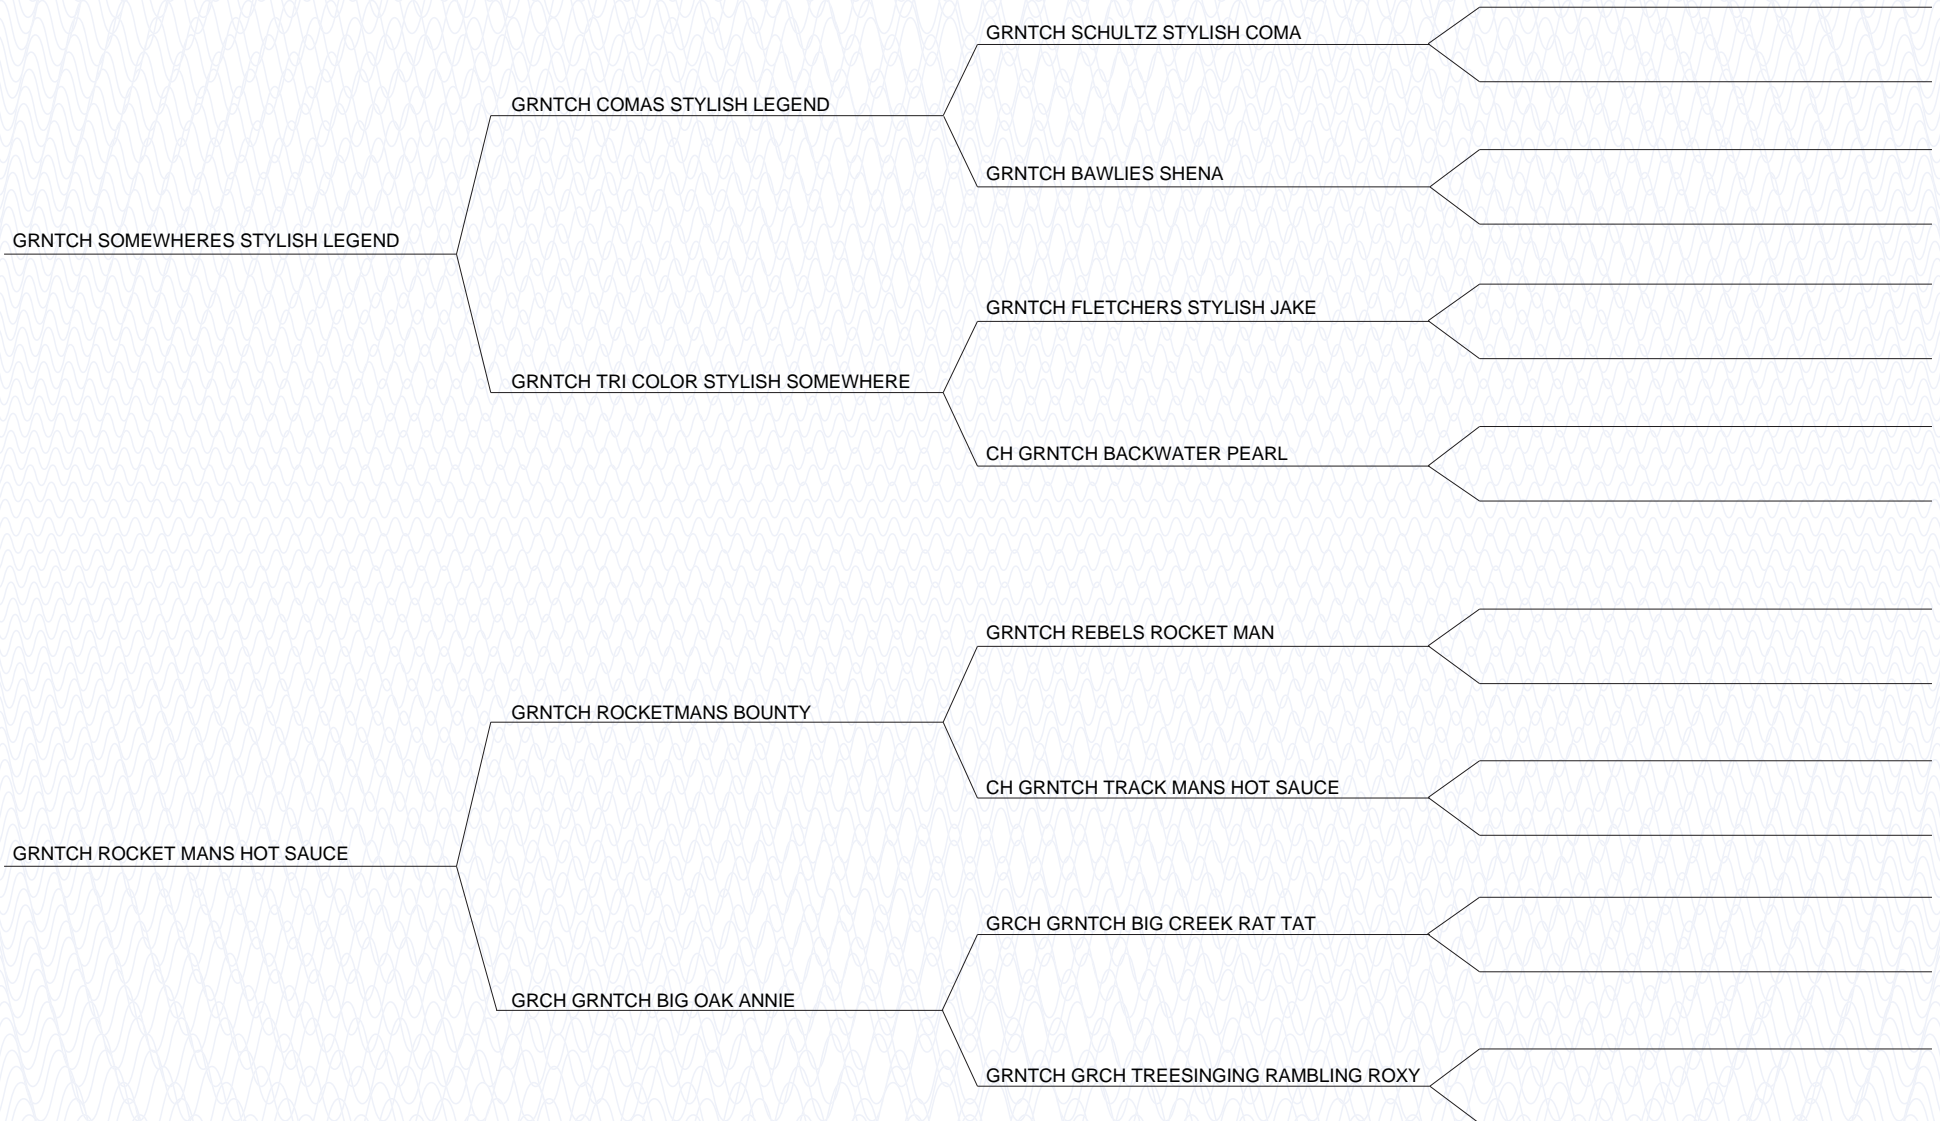 GRNTCH SCHULTZ STYLISH COMA
GRNTCH COMAS STYLISH LEGEND
GRNTCH BAWLIES SHENA
GRNTCH SOMEWHERES STYLISH LEGEND
GRNTCH FLETCHERS STYLISH JAKE
GRNTCH TRI COLOR STYLISH SOMEWHERE
CH GRNTCH BACKWATER PEARL
GRNTCH REBELS ROCKET MAN
GRNTCH ROCKETMANS BOUNTY
CH GRNTCH TRACK MANS HOT SAUCE
GRNTCH ROCKET MANS HOT SAUCE
GRCH GRNTCH BIG CREEK RAT TAT
GRCH GRNTCH BIG OAK ANNIE
GRNTCH GRCH TREESINGING RAMBLING ROXY